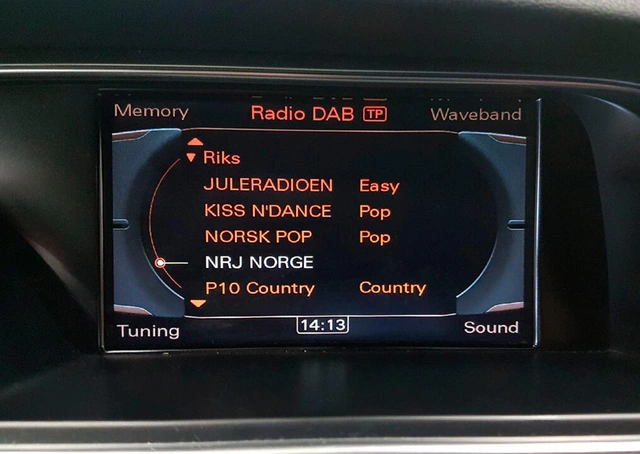 Memory Radio DAB TP Waveband
Riks
JULERADIOEN Easy
KISS N'DANCE Pop
NORSK POP Pop
NRJ NORGE
P10 Country Country
Tuning 14:13 Sound